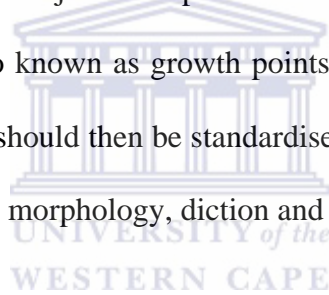 o known as growth points
should then be standardise
morphology, diction and
UNIVERSITY of the
WESTERN CAPE